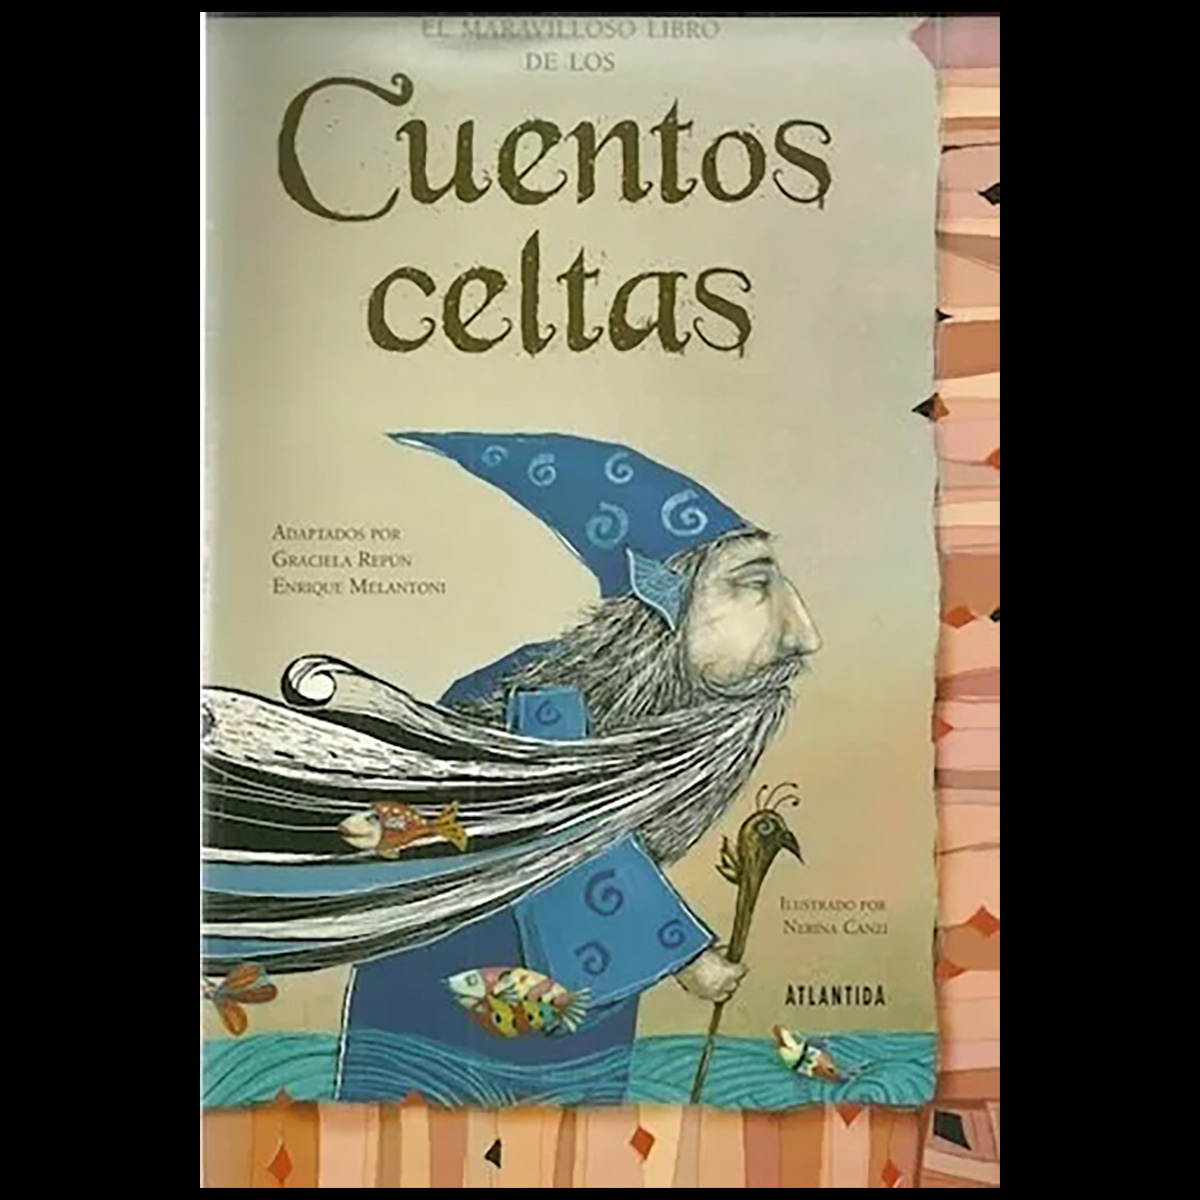 EL MARAVILLOSO LIBRO
DE LOS
Cuentos
celtas
ADAPTADOS POR
GRACIELA REPÚN
ENRIQUE MELANTONI
ILUSTRADO POR
NERINA CANZI
ATLANTIDA